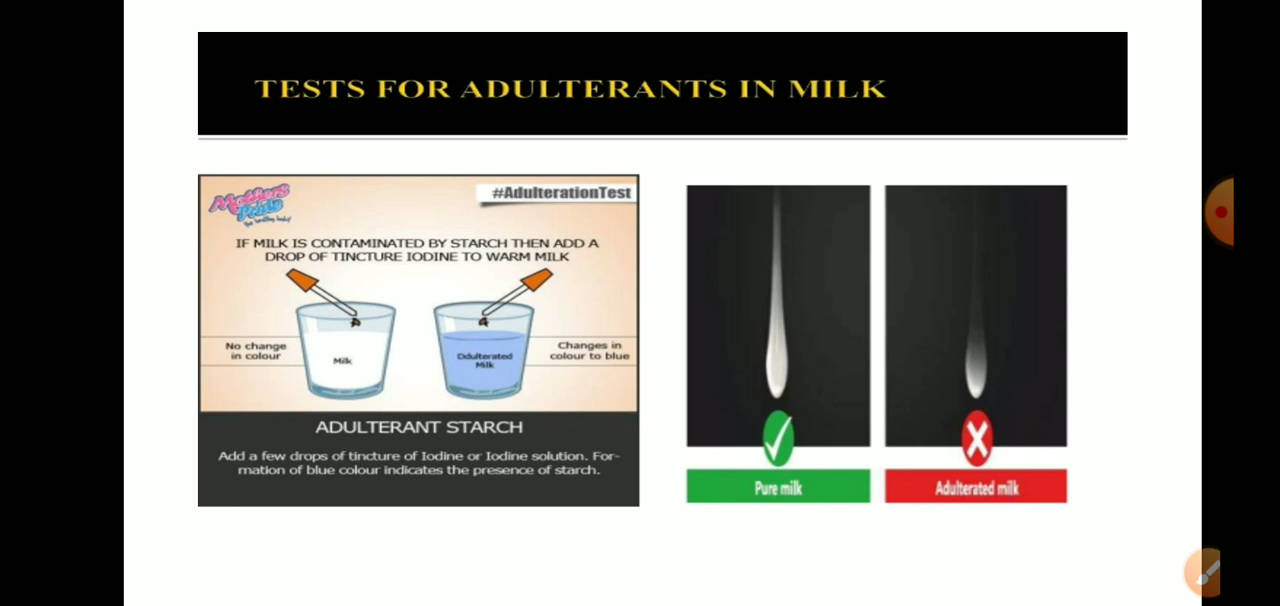 TESTS FOR ADULTERANTS IN MILK
Mothers
Pride
#AdulterationTest
IF MILK IS CONTAMINATED BY STARCH THEN ADD A
DROP OF TINCTURE IODINE TO WARM MILK
No change
in colour
Milk
Ddulterated
Milk
Changes in
colour to blue
ADULTERANT STARCH
Add a few drops of tincture of Iodine or Iodine solution. For-
mation of blue colour indicates the presence of starch.
Pure milk
Adulterated milk